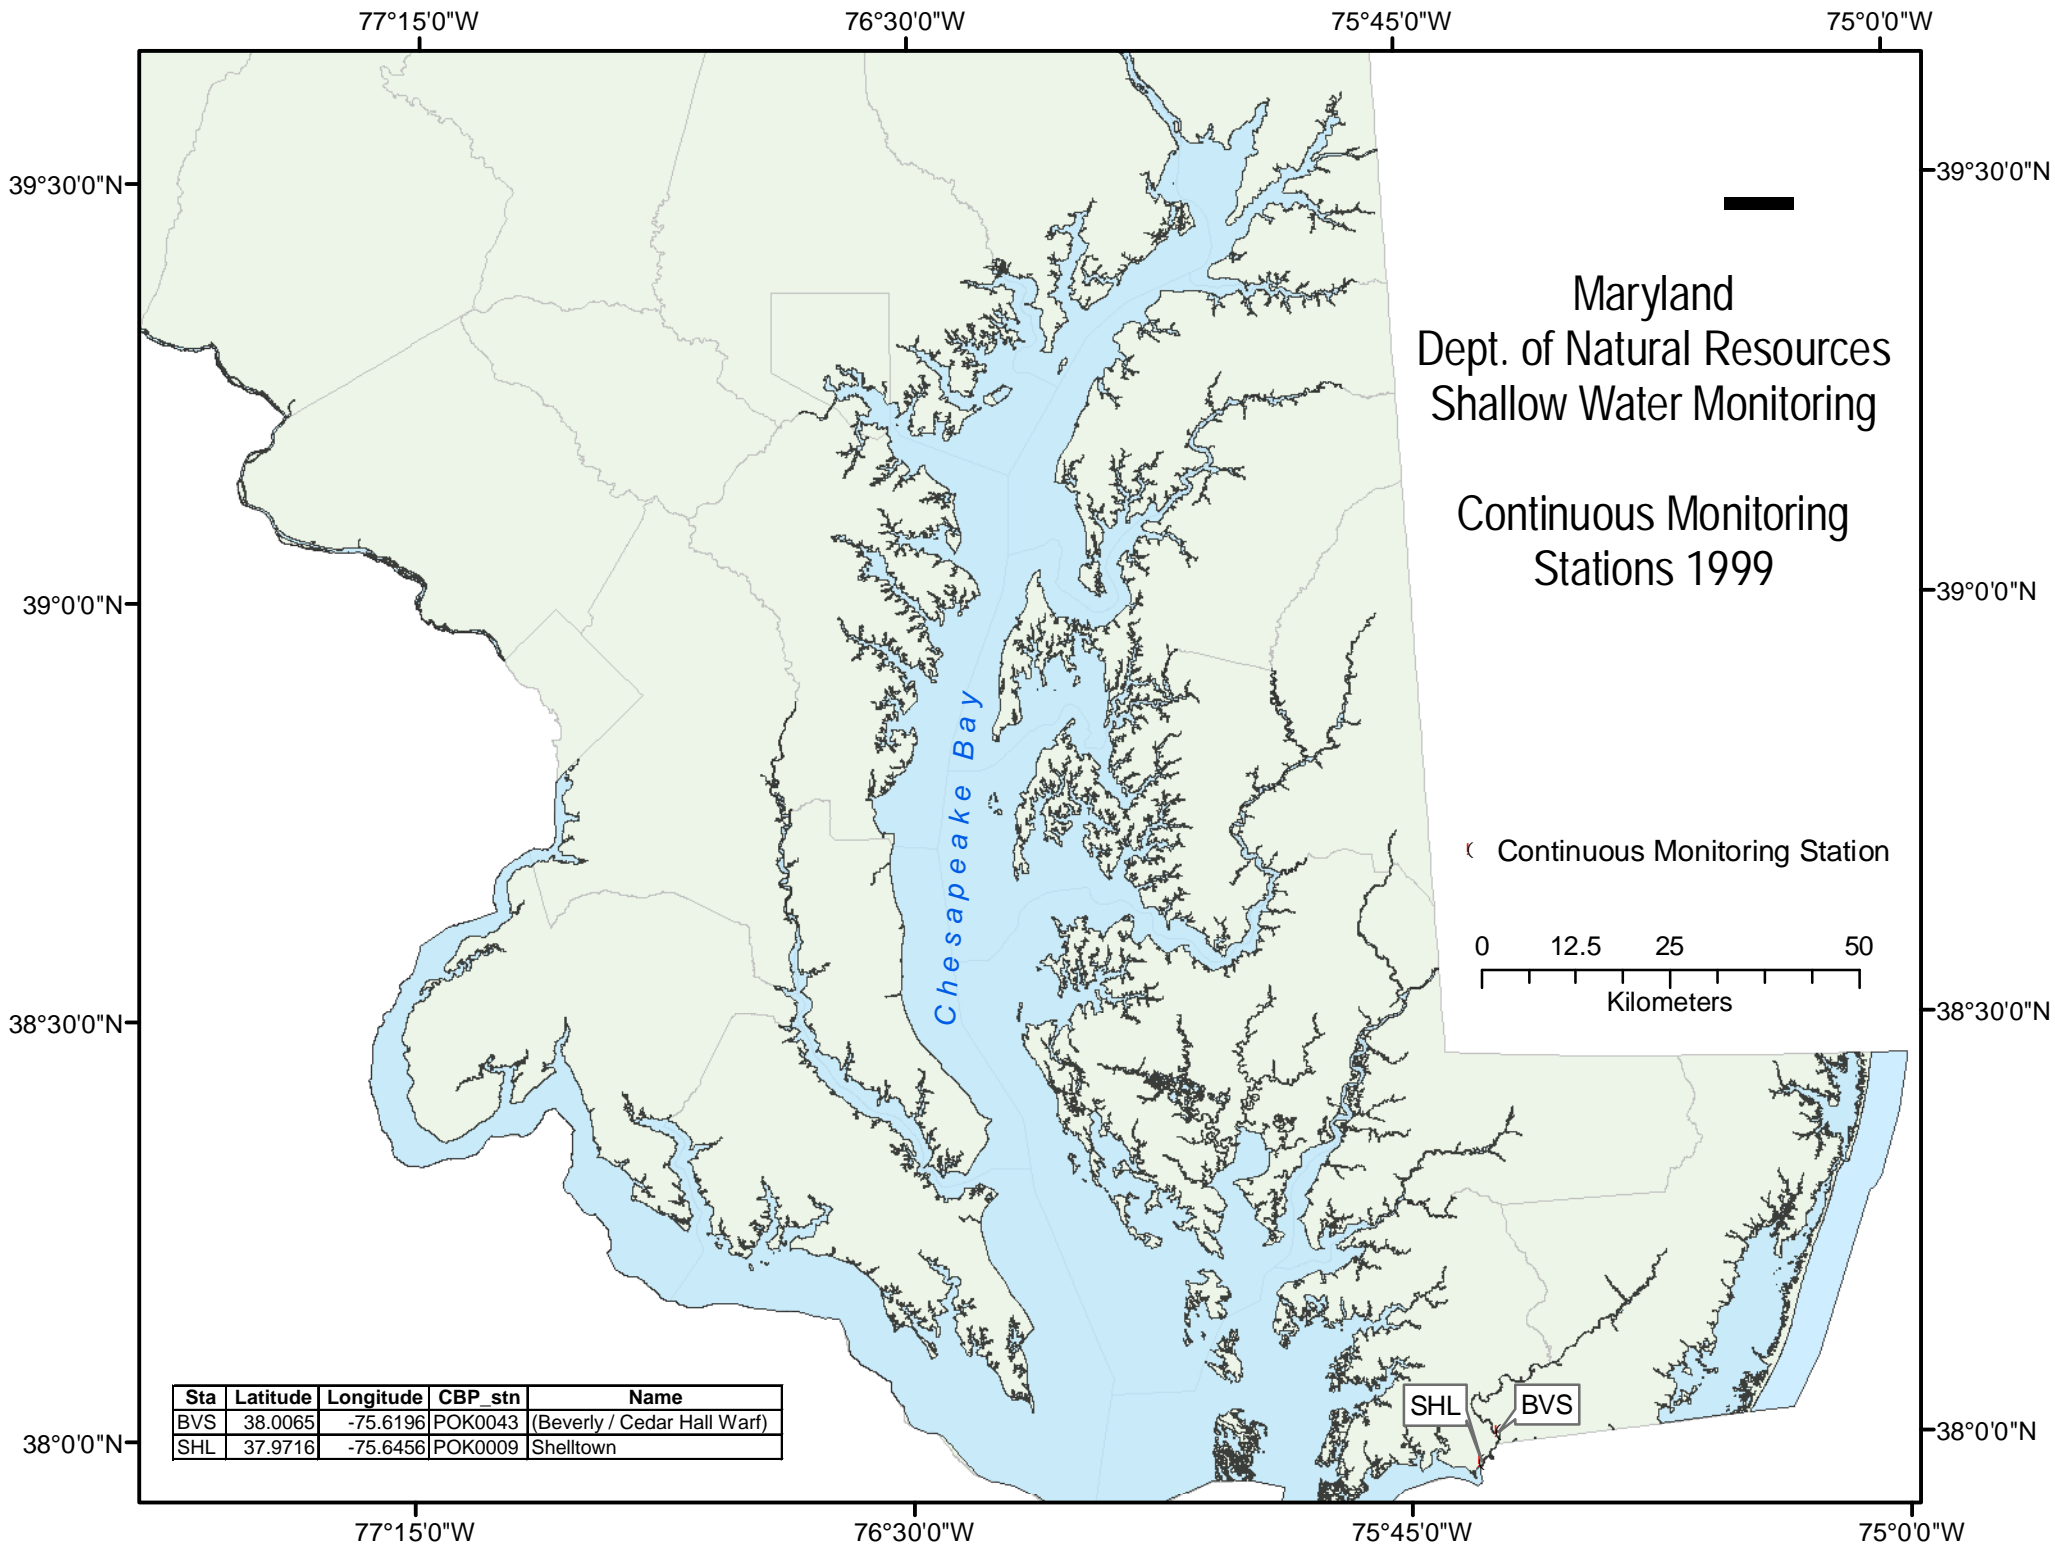 77°15'0"W 76°30'0"W 75°45'0"W 75°0'0"W
39°30'0"N 39°30'0"N
Maryland
Dept. of Natural Resources
Shallow Water Monitoring
Continuous Monitoring
Stations 1999
39°0'0"N 39°0'0"N
Chesapeake Bay
Continuous Monitoring Station
0 12.5 25 50
Kilometers
38°30'0"N 38°30'0"N
Sta Latitude Longitude CBP_stn Name
BVS 38.0065 -75.6196 POK0043 (Beverly / Cedar Hall Warf)
SHL 37.9716 -75.6456 POK0009 Shelltown
SHL BVS
38°0'0"N 38°0'0"N
77°15'0"W 76°30'0"W 75°45'0"W 75°0'0"W